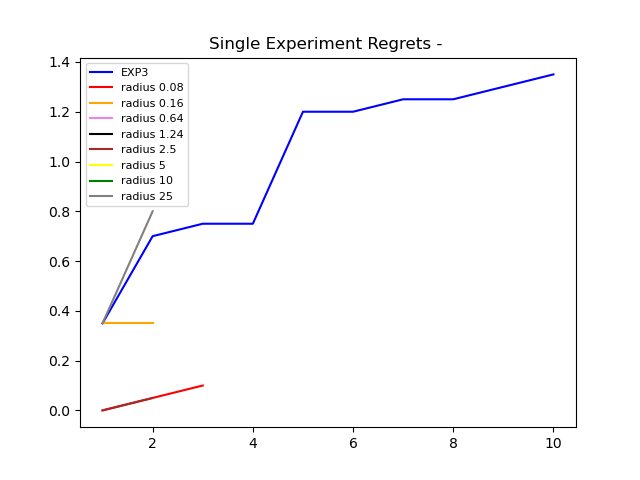 Single Experiment Regrets -
1.4
1.2
1.0
0.8
0.6
0.4
0.2
0.0
EXP3
radius 0.08
radius 0.16
radius 0.64
radius 1.24
radius 2.5
radius 5
radius 10
radius 25
2 4 6 8 10